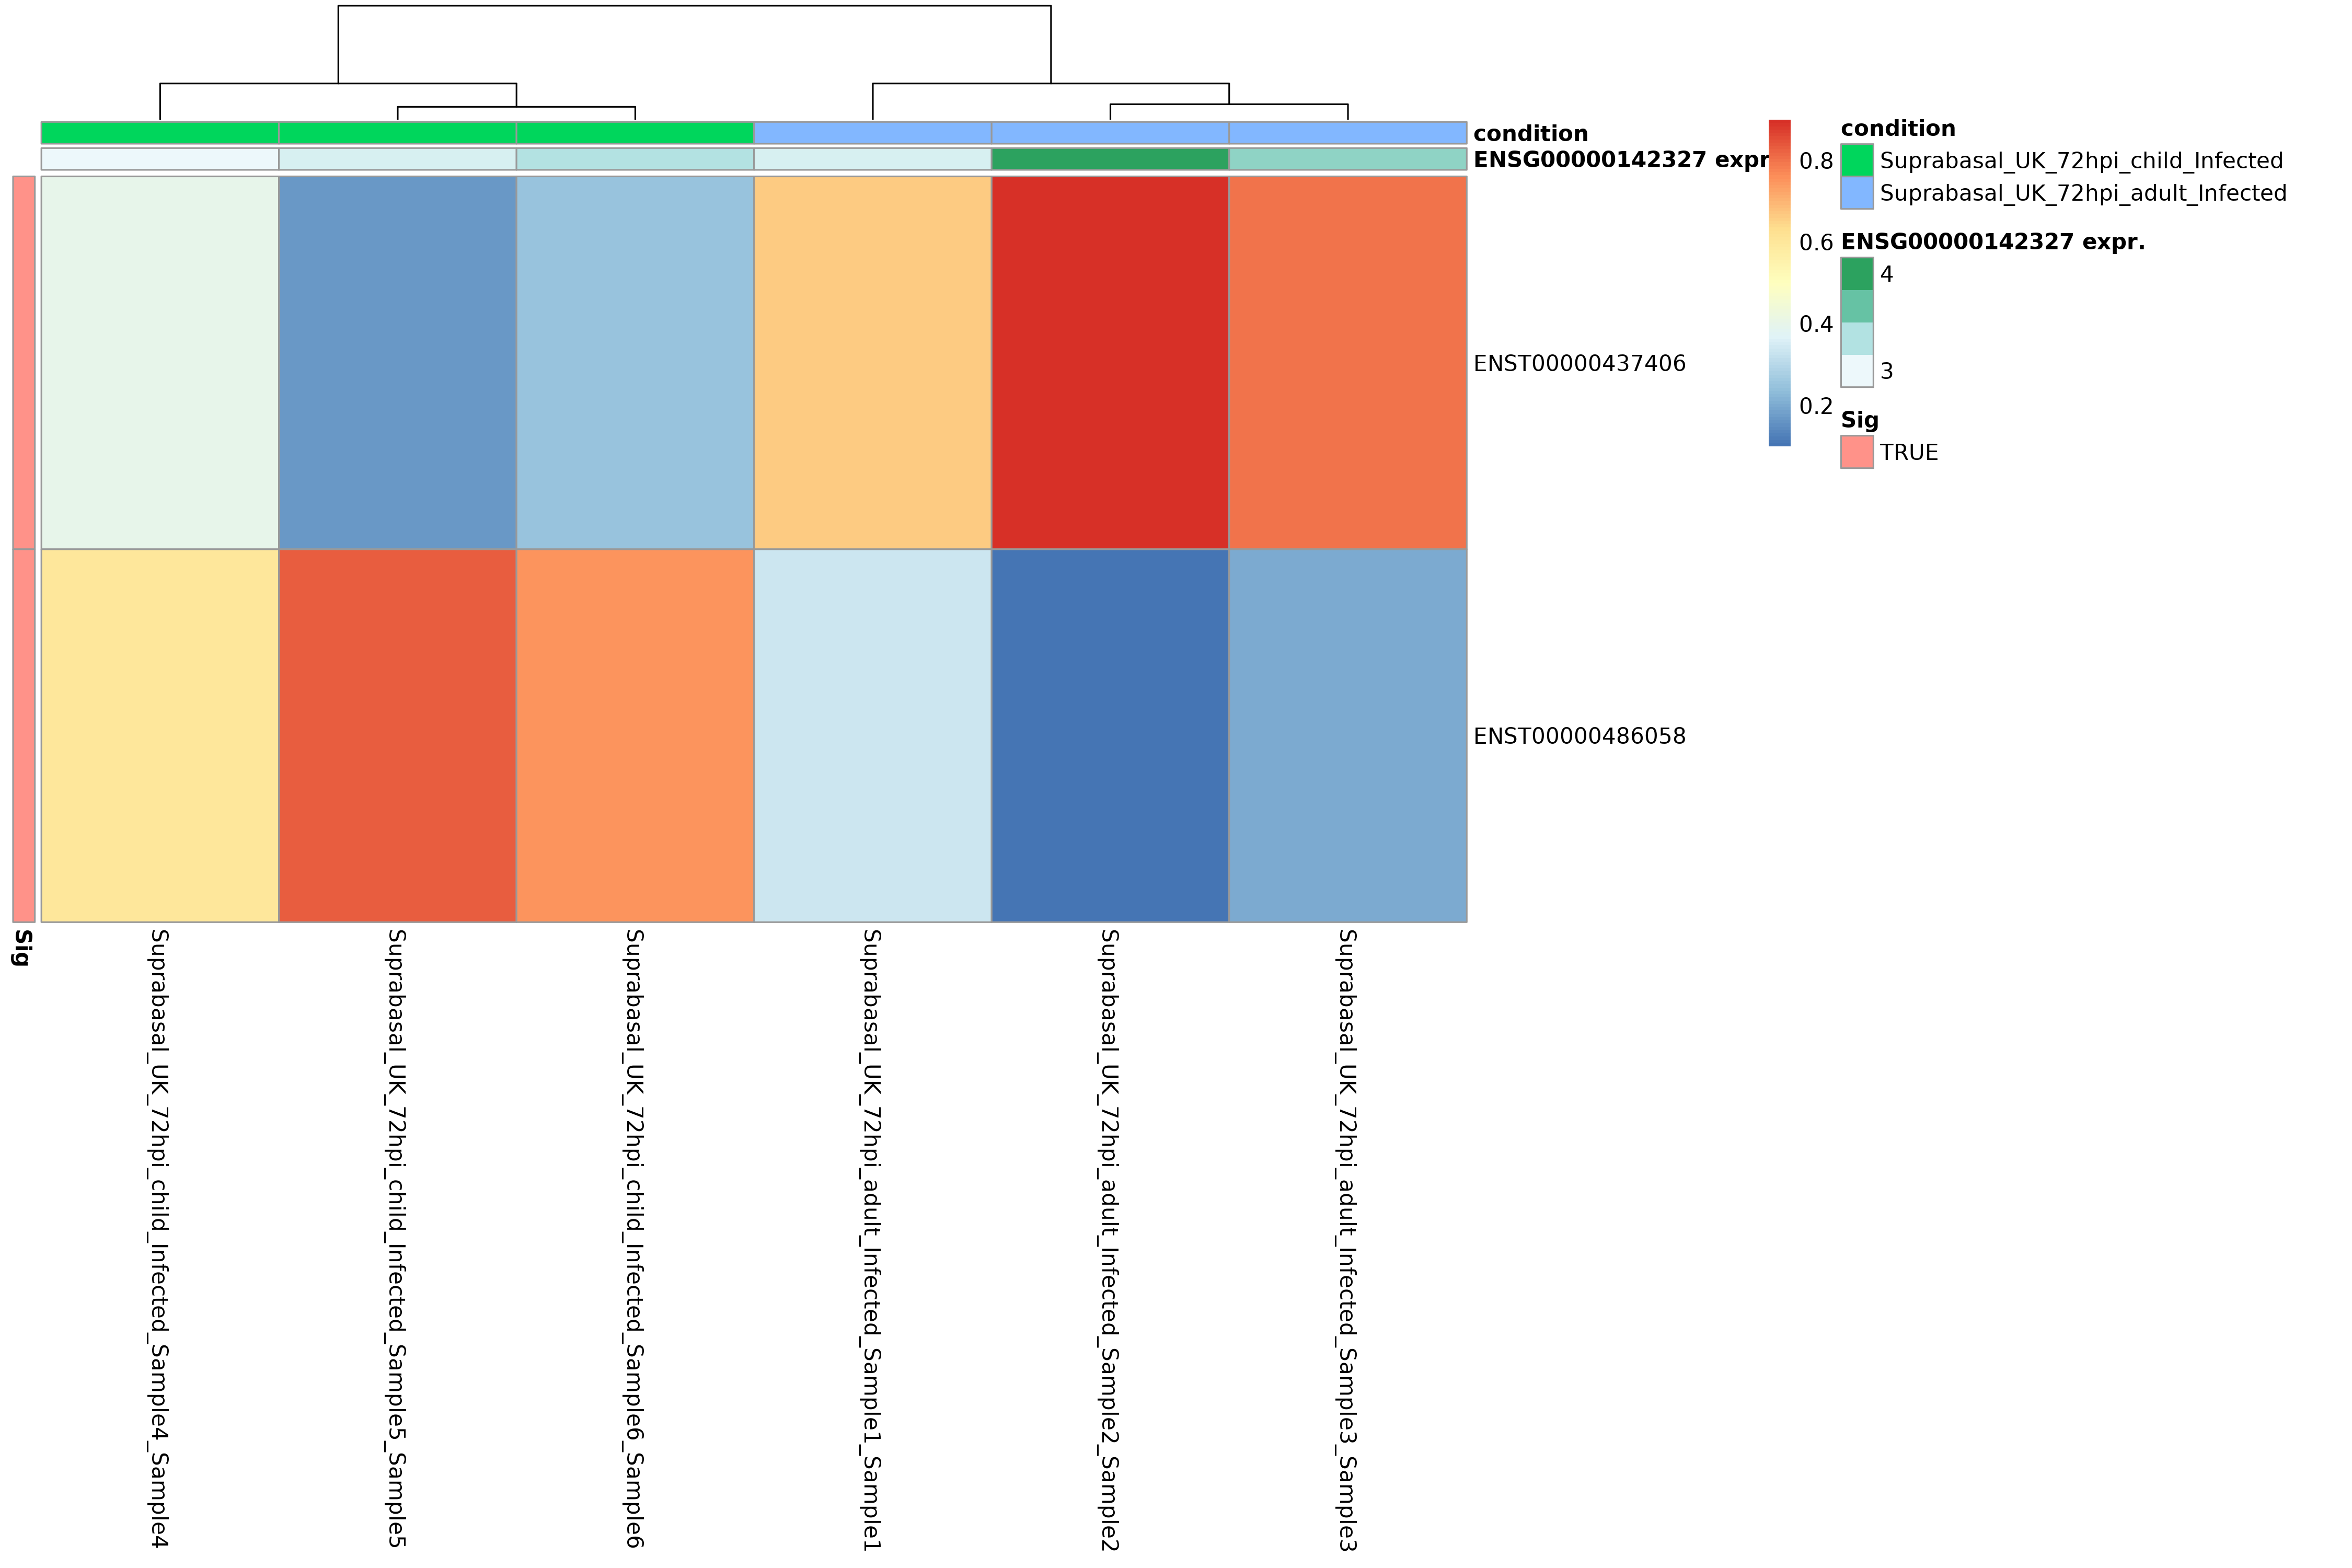 condition
ENSG00000142327 expr.
ENST00000437406
ENST00000486058
Sig
Suprabasal_UK_72hpi_child_Infected_Sample4_Sample4
Suprabasal_UK_72hpi_child_Infected_Sample5_Sample5
Suprabasal_UK_72hpi_child_Infected_Sample6_Sample6
Suprabasal_UK_72hpi_adult_Infected_Sample1_Sample1
Suprabasal_UK_72hpi_adult_Infected_Sample2_Sample2
Suprabasal_UK_72hpi_adult_Infected_Sample3_Sample3
0.8
0.6
0.4
0.2
condition
Suprabasal_UK_72hpi_child_Infected
Suprabasal_UK_72hpi_adult_Infected
ENSG00000142327 expr.
4
3
Sig
TRUE